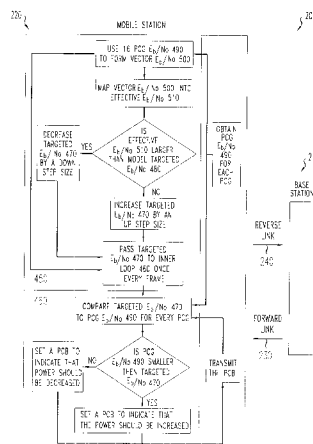 220
MOBILE STATION
20
USE 16 PCG Eb/No 490
TO FORM VECTOR Eb/No 500
MAP VECTOR Eb/No 500 INTO
EFFECTIVE Eb/No 510
DECREASE
TARGETED
Eb/No 470
BY A DOWN
STEP SIZE
YES
IS
EFFECTIVE
Eb/No 510 LARGER
THAN MODEL TARGETED
Eb/No 480
OBTAIN
PCG
Eb/No
490
FOR
EACH
PCG
BASE
STATION
NO
INCREASE TARGETED
Eb/No 470 BY AN
UP STEP SIZE
REVERSE
LINK
240
PASS TARGETED
Eb/No 470 TO INNER
LOOP 460 ONCE
EVERY FRAME
450
460
COMPARE TARGETED Eb/No 470
TO PCG Eb/No 490 FOR EVERY PCG
FORWARD
LINK
230
SET A PCB TO
INDICATE THAT
POWER SHOULD
BE DECREASED
NO
IS PCG
Eb/No 490 SMALLER
THEN TARGETED
Eb/No 470
TRANSMIT
THE PCB
YES
SET A PCB TO INDICATE THAT
THE POWER SHOULD BE INCREASED